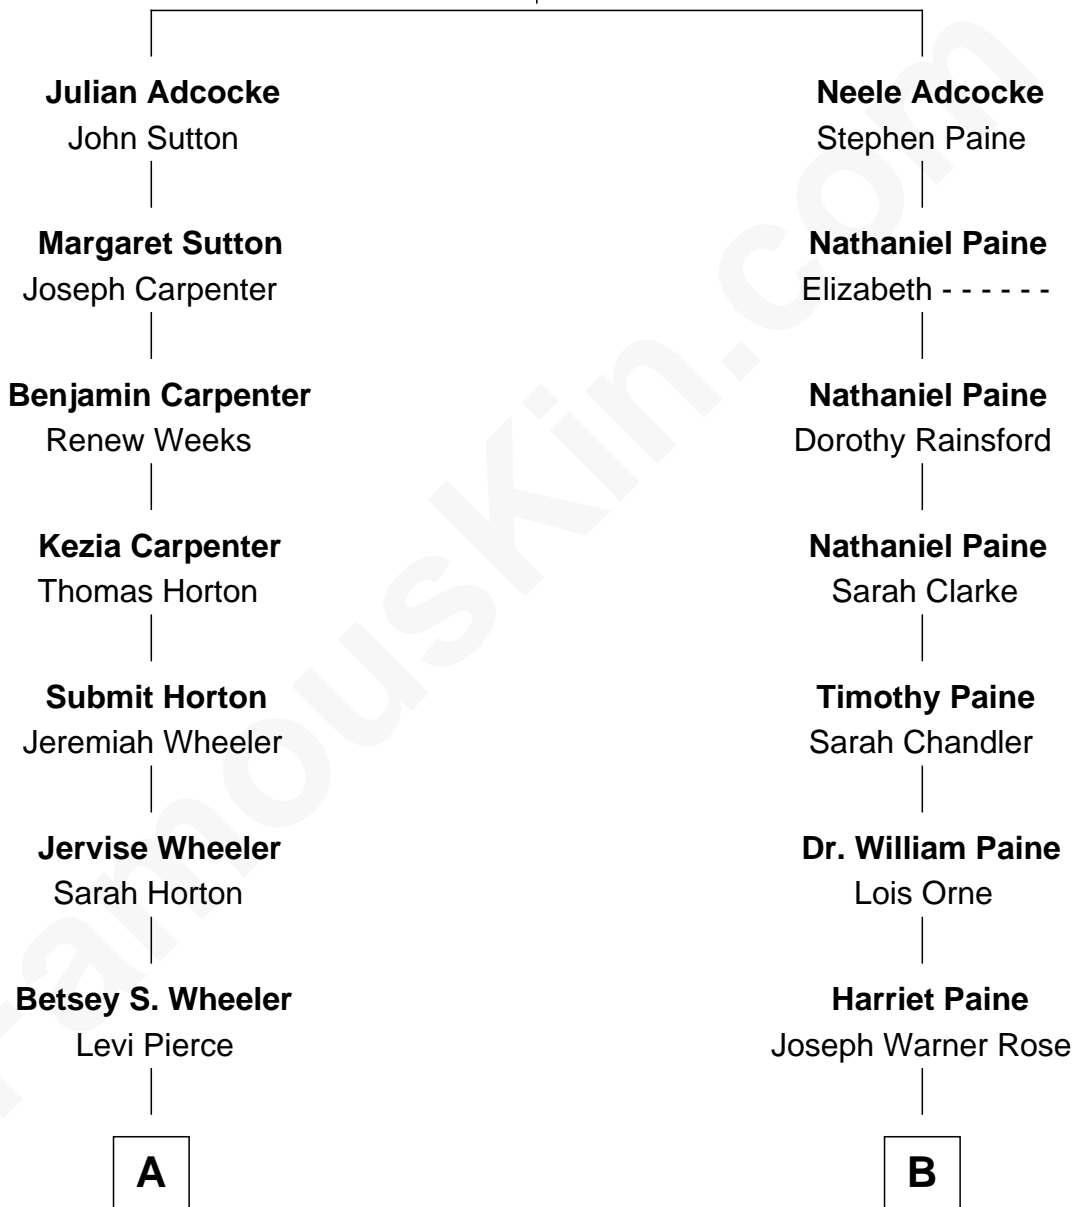 Julian Adcocke
John Sutton
Margaret Sutton
Joseph Carpenter
Benjamin Carpenter
Renew Weeks
Kezia Carpenter
Thomas Horton
Submit Horton
Jeremiah Wheeler
Jervise Wheeler
Sarah Horton
Betsey S. Wheeler
Levi Pierce
A
Neele Adcocke
Stephen Paine
Nathaniel Paine
Elizabeth - - - - - -
Nathaniel Paine
Dorothy Rainsford
Nathaniel Paine
Sarah Clarke
Timothy Paine
Sarah Chandler
Dr. William Paine
Lois Orne
Harriet Paine
Joseph Warner Rose
B
FamousKin.com